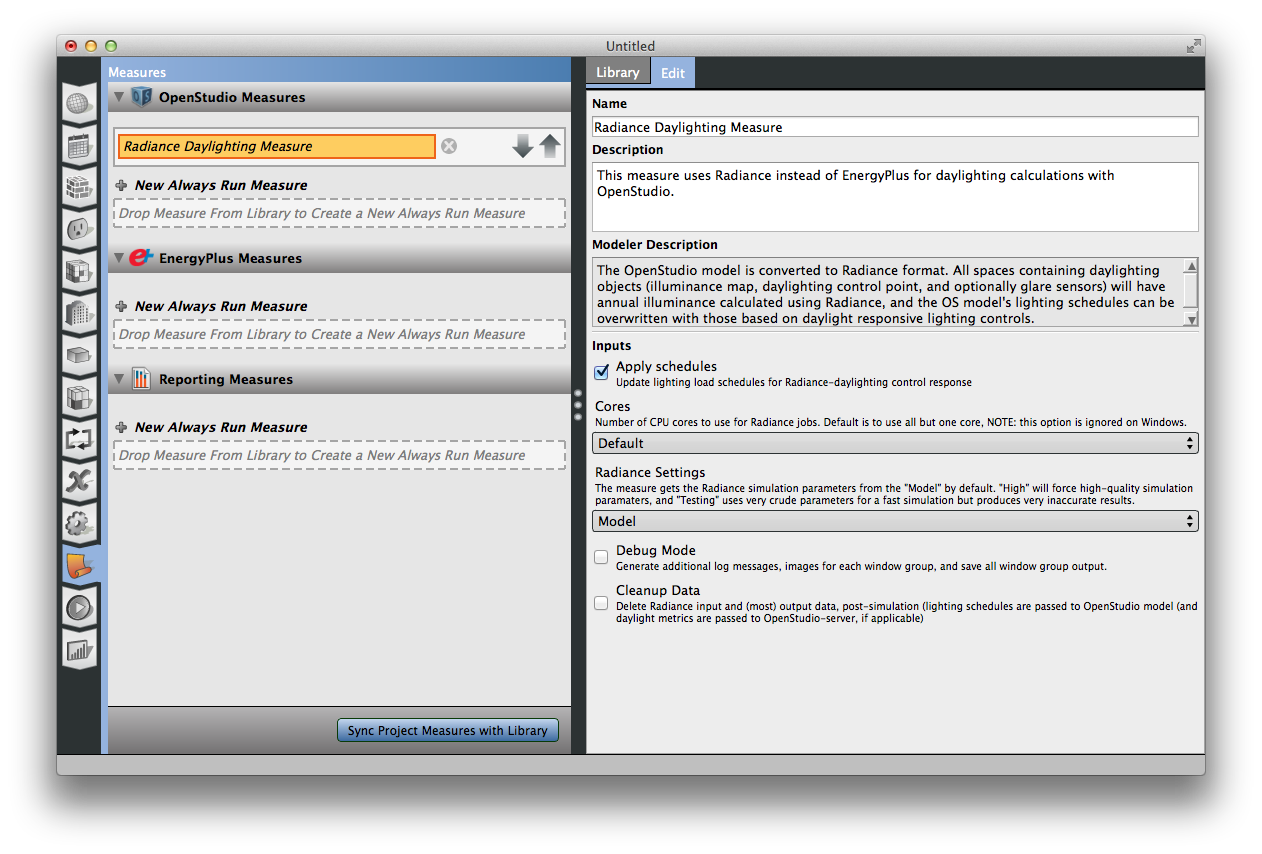 Untitled
Measures
OpenStudio Measures
Radiance Daylighting Measure
New Always Run Measure
Drop Measure From Library to Create a New Always Run Measure
EnergyPlus Measures
New Always Run Measure
Drop Measure From Library to Create a New Always Run Measure
Reporting Measures
New Always Run Measure
Drop Measure From Library to Create a New Always Run Measure
Sync Project Measures with Library
Library
Edit
Name
Radiance Daylighting Measure
Description
This measure uses Radiance instead of EnergyPlus for daylighting calculations with
OpenStudio.
Modeler Description
The OpenStudio model is converted to Radiance format. All spaces containing daylighting
objects (illuminance map, daylighting control point, and optionally glare sensors) will have
annual illuminance calculated using Radiance, and the OS model's lighting schedules can be
overwritten with those based on daylight responsive lighting controls.
Inputs
Apply schedules
Update lighting load schedules for Radiance-daylighting control response
Cores
Number of CPU cores to use for Radiance jobs. Default is to use all but one core, NOTE: this option is ignored on Windows.
Default
Radiance Settings
The measure gets the Radiance simulation parameters from the "Model" by default. "High" will force high-quality simulation
paramaters, and "Testing" uses very crude parameters for a fast simulation but produces very inaccurate results.
Model
Debug Mode
Generate additional log messages, images for each window group, and save all window group output.
Cleanup Data
Delete Radiance input and (most) output data, post-simulation (lighting schedules are passed to OpenStudio model (and
daylight metrics are passed to OpenStudio-server, if applicable)